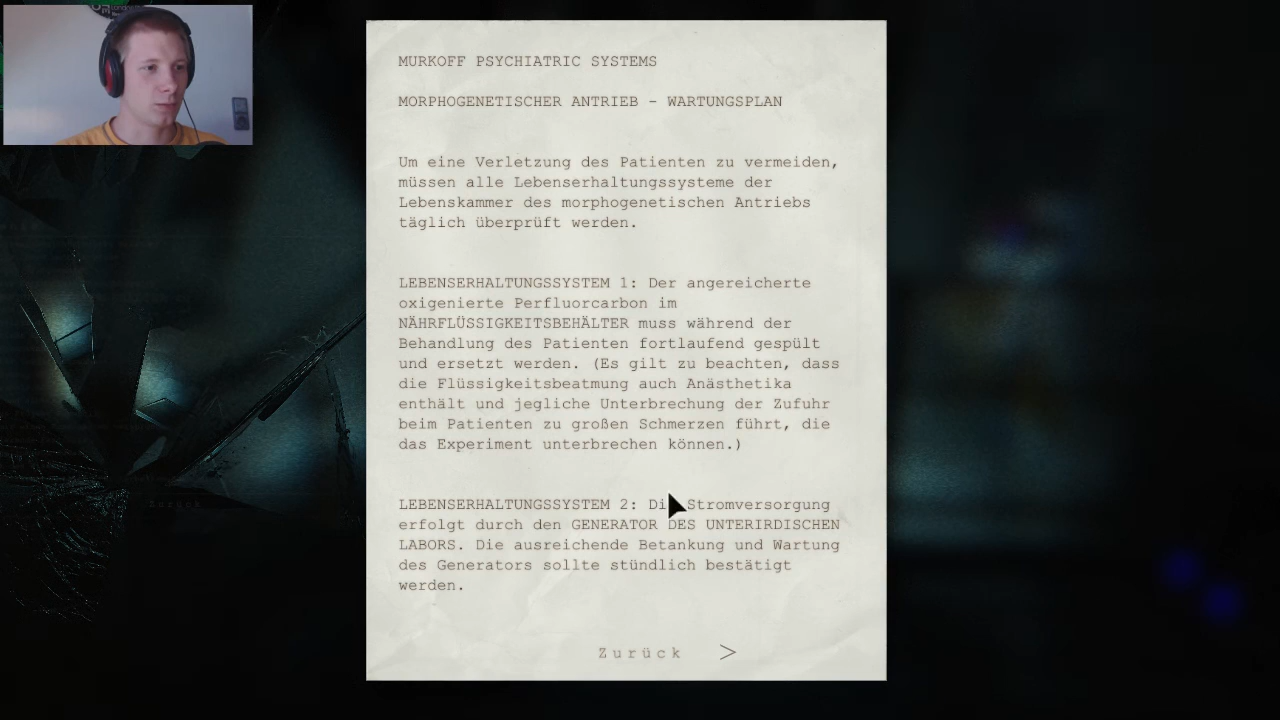 MURKOFF PSYCHIATRIC SYSTEMS
MORPHOGENETISCHER ANTRIEB - WARTUNGSPLAN
Um eine Verletzung des Patienten zu vermeiden,
müssen alle Lebenserhaltungssysteme der
Lebenskammer des morphogenetischen Antriebs
täglich überprüft werden.
LEBENSERHALTUNGSSYSTEM 1: Der angereicherte
oxigenierte Perfluorcarbon im
NÄHRFLÜSSIGKEITSBEHÄLTER muss während der
Behandlung des Patienten fortlaufend gespült
und ersetzt werden. (Es gilt zu beachten, dass
die Flüssigkeitsbeatmung auch Anästhetika
enthält und jegliche Unterbrechung der Zufuhr
beim Patienten zu großen Schmerzen führt, die
das Experiment unterbrechen können.)
LEBENSERHALTUNGSSYSTEM 2: Die Stromversorgung
erfolgt durch den GENERATOR DES UNTERIRDISCHEN
LABORS. Die ausreichende Betankung und Wartung
des Generators sollte stündlich bestätigt
werden.
Zurück >
Zurück